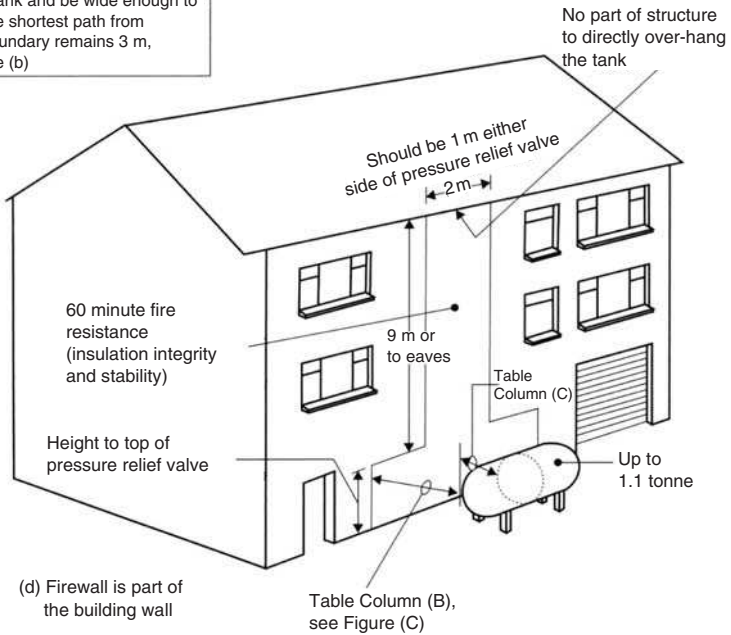 tank and be wide enough to
e shortest path from
undary remains 3 m,
e (b)
No part of structure
to directly over-hang
the tank
Should be 1 m either
side of pressure relief valve
2 m
60 minute fire
resistance
(insulation integrity
and stability)
9 m or
to eaves
Table
Column (C)
Height to top of
pressure relief valve
Up to
1.1 tonne
(d) Firewall is part of
the building wall
Table Column (B),
see Figure (C)